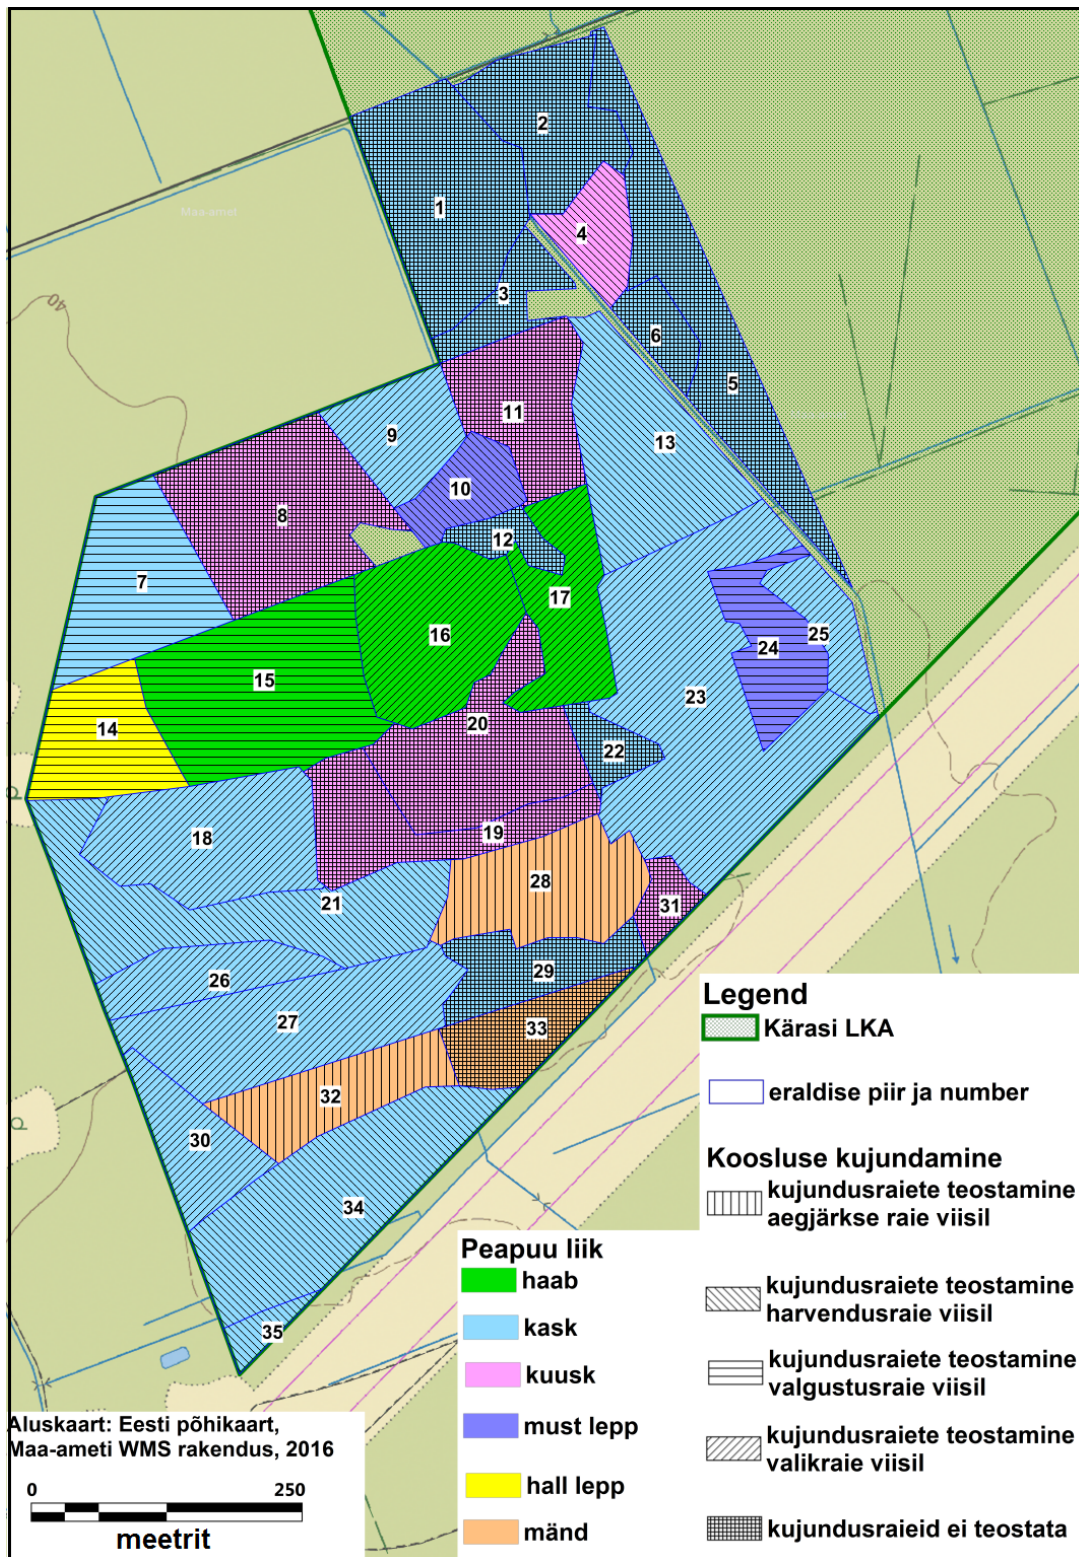 Maa-amet
40
1
2
3
4
5
6
7
8
9
10
11
12
13
14
15
16
17
18
19
20
21
22
23
24
25
26
27
28
29
30
31
32
33
34
35
Legend
Kärasi LKA
eraldise piir ja number
Koosluse kujundamine
kujundusraiete teostamine
aegjärkse raie viisil
kujundusraiete teostamine
harvendusraie viisil
kujundusraiete teostamine
valgustusraie viisil
kujundusraiete teostamine
valikraie viisil
kujundusraieid ei teostata
Peapuu liik
haab
kask
kuusk
must lepp
hall lepp
mänd
Aluskaart: Eesti põhikaart,
Maa-ameti WMS rakendus, 2016
0 250
meetrit